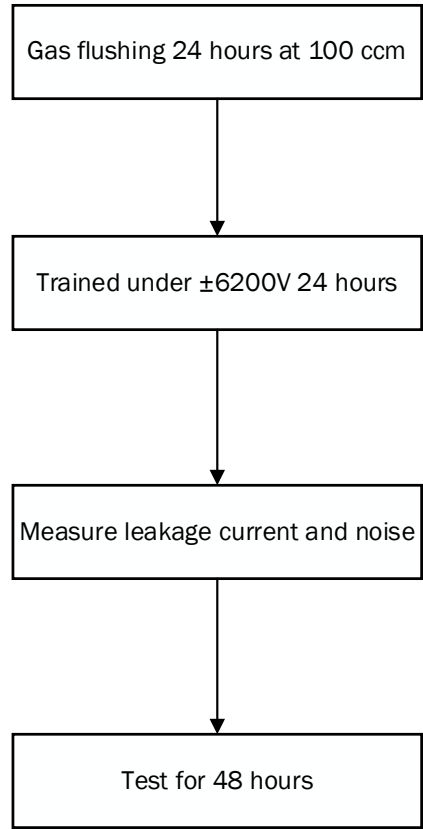 Gas flushing 24 hours at 100 ccm
Trained under ±6200V 24 hours
Measure leakage current and noise
Test for 48 hours